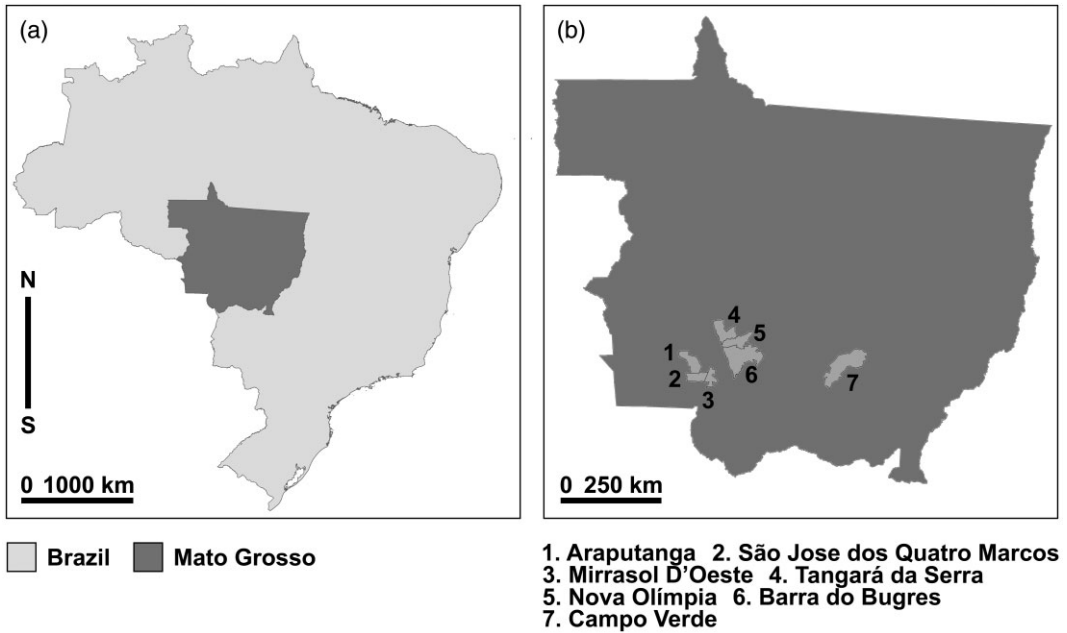 (a)
N
S
0 1000 km
Brazil Mato Grosso
(b)
4
5
1
6
2
7
3
0 250 km
1. Araputanga 2. São Jose dos Quatro Marcos
3. Mirrasol D'Oeste 4. Tangará da Serra
5. Nova Olímpia 6. Barra do Bugres
7. Campo Verde